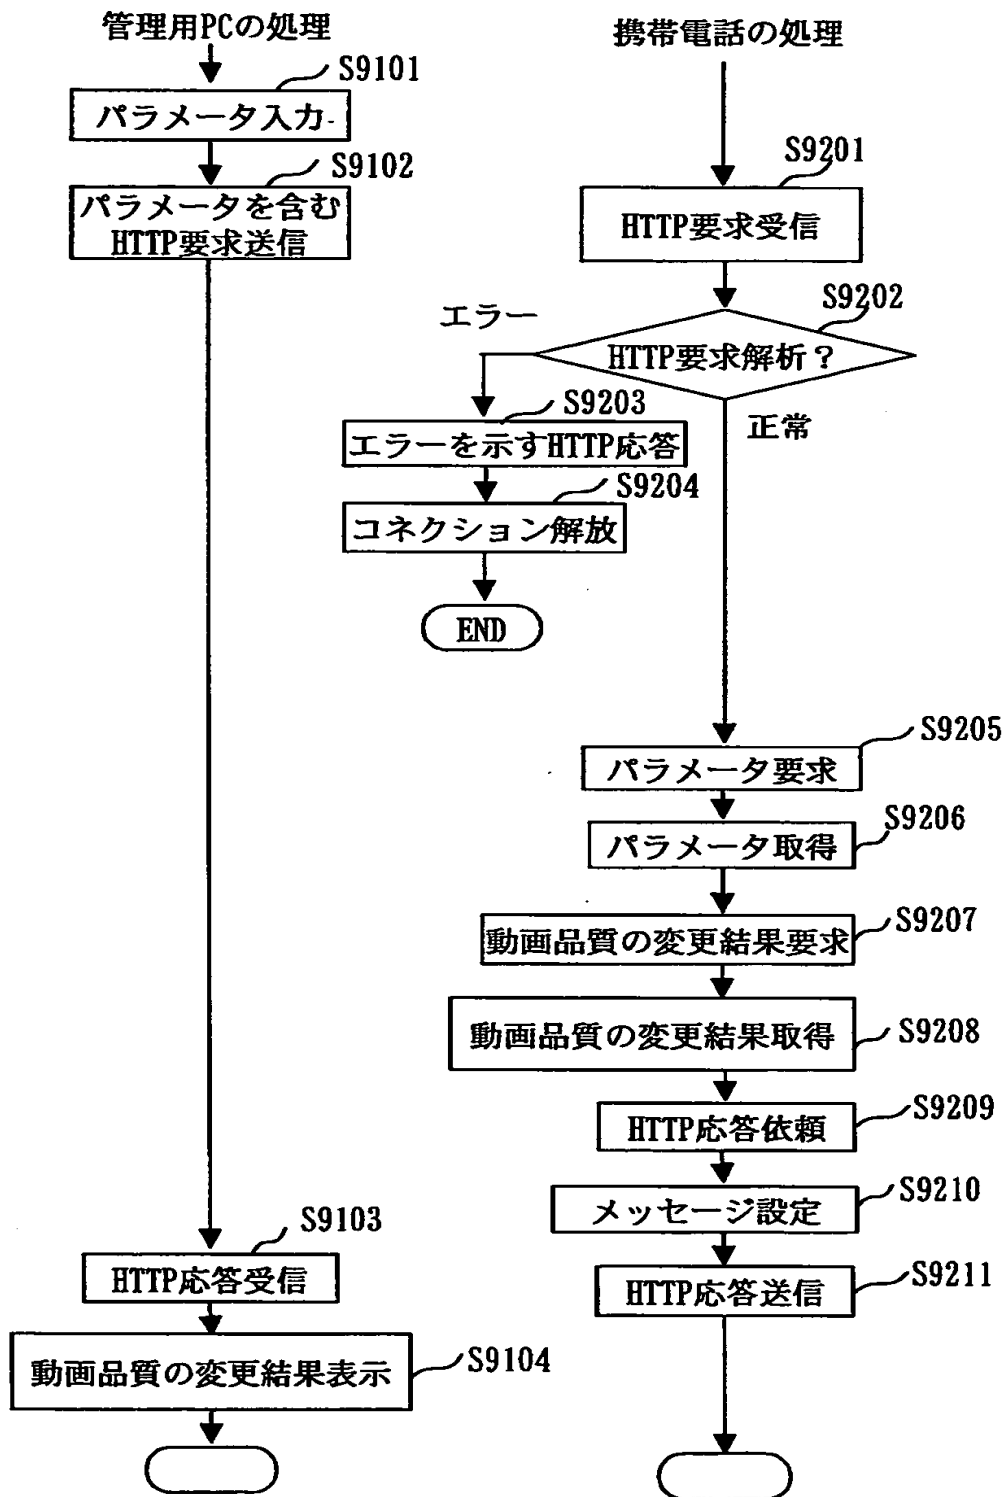 管理用PCの処理
S9101
パラメータ入力
S9102
パラメータを含む
HTTP要求送信
S9103
HTTP応答受信
動画品質の変更結果表示
S9104
携帯電話の処理
S9201
HTTP要求受信
S9202
エラー
HTTP要求解析?
正常
S9203
エラーを示すHTTP応答
S9204
コネクション解放
END
S9205
パラメータ要求
S9206
パラメータ取得
S9207
動画品質の変更結果要求
動画品質の変更結果取得
S9208
S9209
HTTP応答依頼
S9210
メッセージ設定
S9211
HTTP応答送信